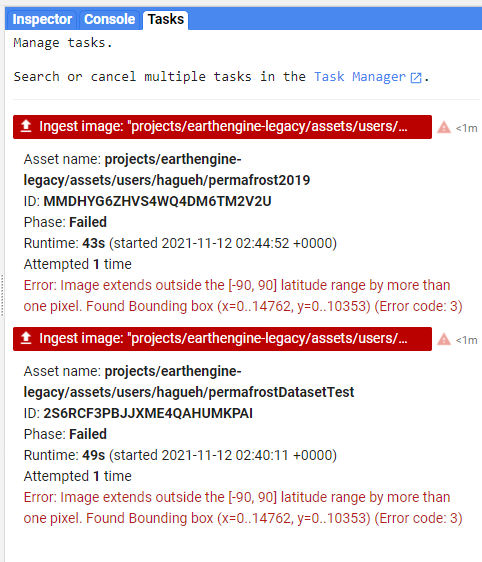 Inspector Console Tasks
Manage tasks.
Search or cancel multiple tasks in the Task Manager.
Ingest image: "projects/earthengine-legacy/assets/users/... <1m
Asset name: projects/earthengine-
legacy/assets/users/hagueh/permafrost2019
ID: MMDHYG6ZHVS4WQ4DM6TM2V2U
Phase: Failed
Runtime: 43s (started 2021-11-12 02:44:52 +0000)
Attempted 1 time
Error: Image extends outside the [-90, 90] latitude range by more than
one pixel. Found Bounding box (x=0..14762, y=0..10353) (Error code: 3)
Ingest image: "projects/earthengine-legacy/assets/users/... <1m
Asset name: projects/earthengine-
legacy/assets/users/hagueh/permafrostDatasetTest
ID: 2S6RCF3PBJJXME4QAHUMKPAI
Phase: Failed
Runtime: 49s (started 2021-11-12 02:40:11 +0000)
Attempted 1 time
Error: Image extends outside the [-90, 90] latitude range by more than
one pixel. Found Bounding box (x=0..14762, y=0..10353) (Error code: 3)